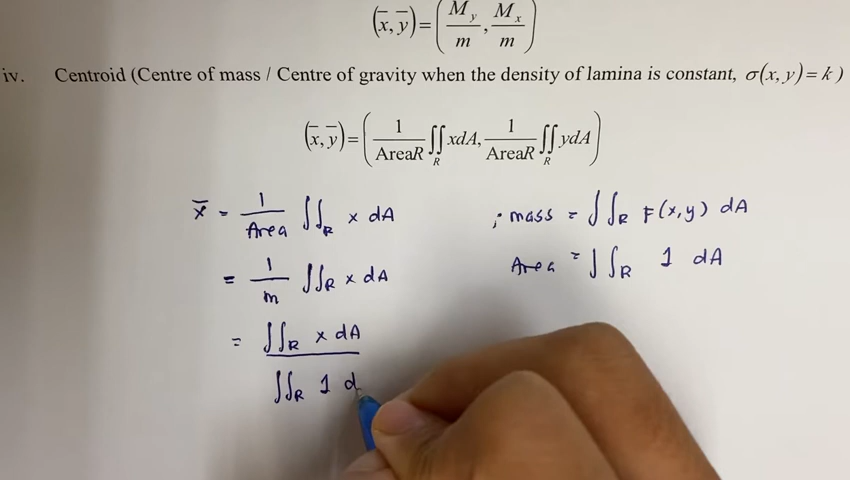 (x̅, y̅) = ( M_y / m , M_x / m )
iv. Centroid (Centre of mass / Centre of gravity when the density of lamina is constant, σ(x, y) = k )
(x̅, y̅) = ( 1 / AreaR ∬_R xdA, 1 / AreaR ∬_R ydA )
x̅ = 1 / Area ∫∫_R x dA ; mass = ∫∫_R F(x,y) dA
= 1 / m ∫∫_R x dA Area = ∫∫_R 1 dA
= ∫∫_R x dA
∫∫_R 1 d